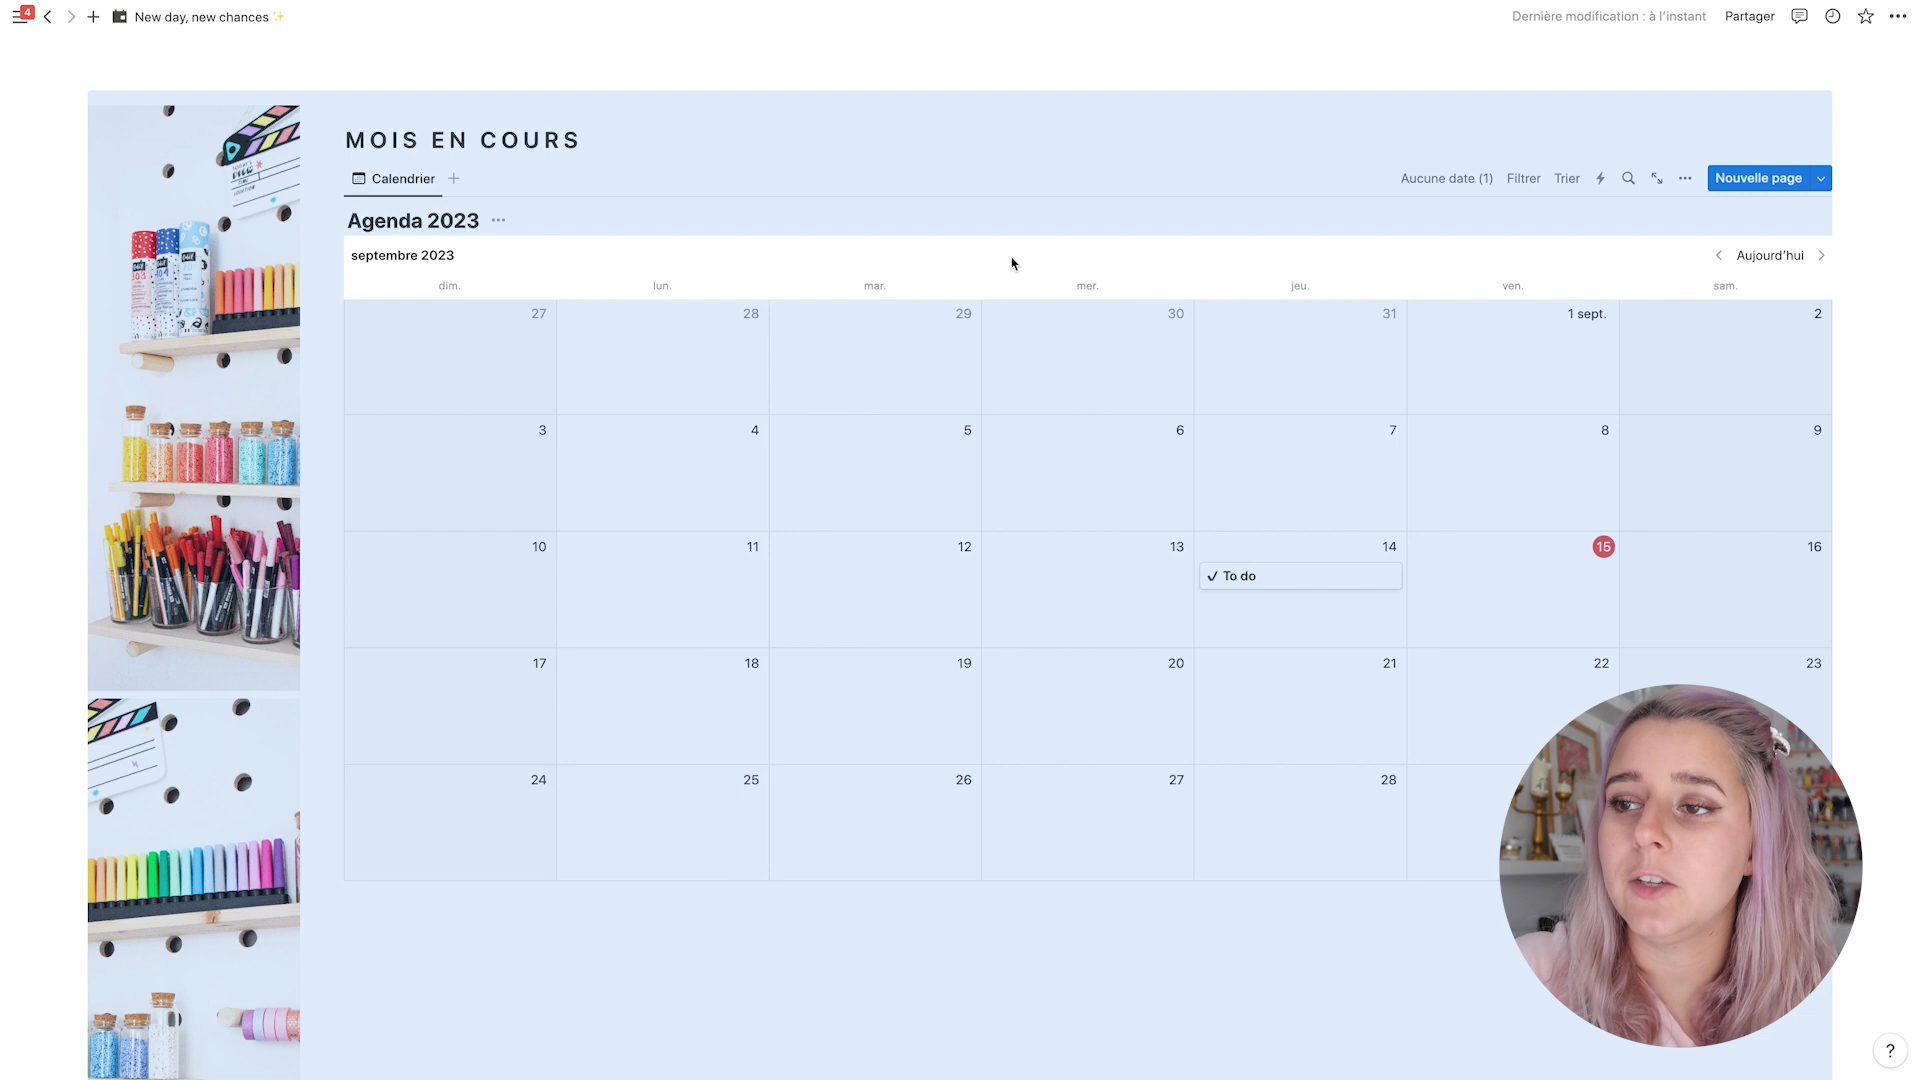 4
New day, new chances ✨
Dernière modification : à l'instant
Partager
MOIS EN COURS
Calendrier
Aucune date (1)
Filtrer
Trier
Nouvelle page
Agenda 2023
septembre 2023
Aujourd'hui
dim. lun. mar. mer. jeu. ven. sam.
27 28 29 30 31 1 sept. 2
3 4 5 6 7 8 9
10 11 12 13 14 15 16
✓ To do
17 18 19 20 21 22 23
24 25 26 27 28
?